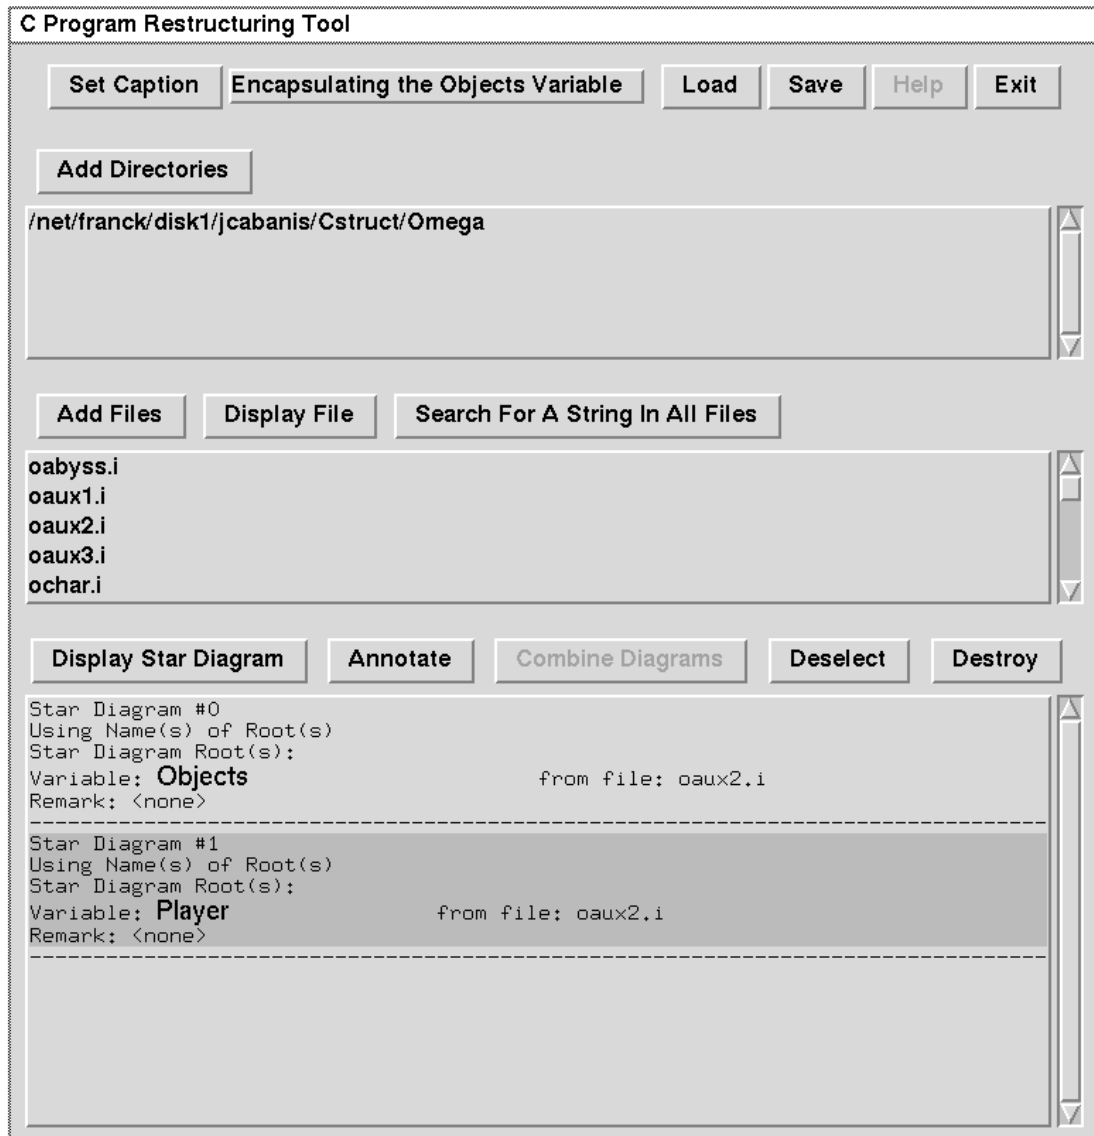 C Program Restructuring Tool
Set Caption Encapsulating the Objects Variable Load Save Help Exit
Add Directories
/net/franck/disk1/jcabanis/Cstruct/Omega
Add Files Display File Search For A String In All Files
oabyss.i
oaux1.i
oaux2.i
oaux3.i
ochar.i
Display Star Diagram Annotate Combine Diagrams Deselect Destroy
Star Diagram #0
Using Name(s) of Root(s)
Star Diagram Root(s):
Variable: Objects from file: oaux2.i
Remark: <none>
--------------------------------------------------------------------------------
Star Diagram #1
Using Name(s) of Root(s)
Star Diagram Root(s):
Variable: Player from file: oaux2.i
Remark: <none>
--------------------------------------------------------------------------------